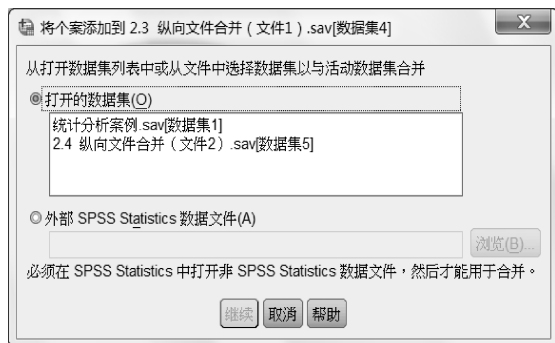 将个案添加到 2.3 纵向文件合并（文件1）.sav[数据集4]
从打开数据集列表中或从文件中选择数据集以与活动数据集合并
打开的数据集(O)
统计分析案例.sav[数据集1]
2.4 纵向文件合并（文件2）.sav[数据集5]
外部 SPSS Statistics 数据文件(A)
浏览(B)...
必须在 SPSS Statistics 中打开非 SPSS Statistics 数据文件，然后才能用于合并。
继续 取消 帮助